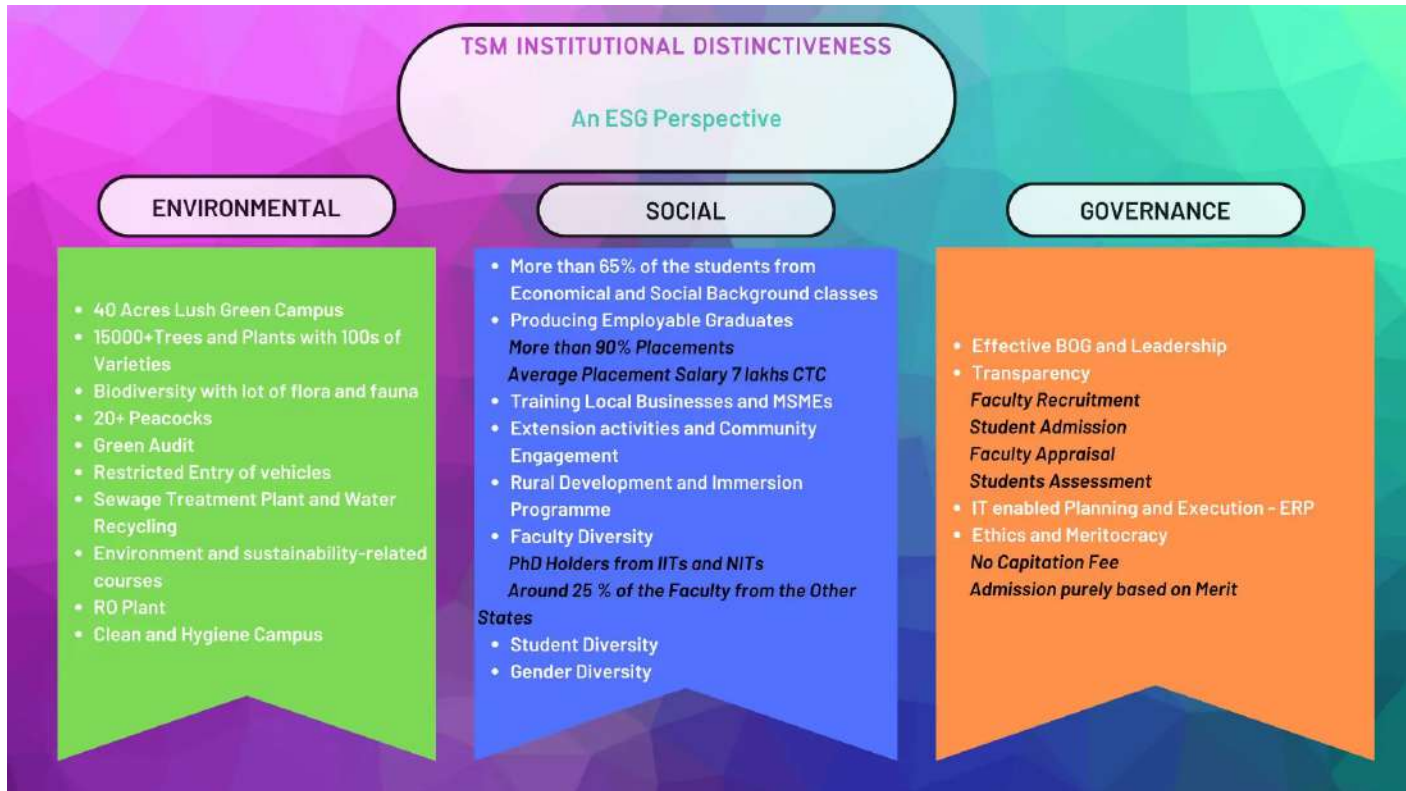 TSM INSTITUTIONAL DISTINCTIVENESS
An ESG Perspective
ENVIRONMENTAL
• 40 Acres Lush Green Campus
• 15000+Trees and Plants with 100s of
Varieties
• Biodiversity with lot of flora and fauna
• 20+ Peacocks
• Green Audit
• Restricted Entry of vehicles
• Sewage Treatment Plant and Water
Recycling
• Environment and sustainability-related
courses
• RO Plant
• Clean and Hygiene Campus
SOCIAL
• More than 65% of the students from
Economical and Social Background classes
• Producing Employable Graduates
More than 90% Placements
Average Placement Salary 7 lakhs CTC
• Training Local Businesses and MSMEs
• Extension activities and Community
Engagement
• Rural Development and Immersion
Programme
• Faculty Diversity
PhD Holders from IITs and NITs
Around 25 % of the Faculty from the Other
States
• Student Diversity
• Gender Diversity
GOVERNANCE
• Effective BOG and Leadership
• Transparency
Faculty Recruitment
Student Admission
Faculty Appraisal
Students Assessment
• IT enabled Planning and Execution - ERP
• Ethics and Meritocracy
No Capitation Fee
Admission purely based on Merit